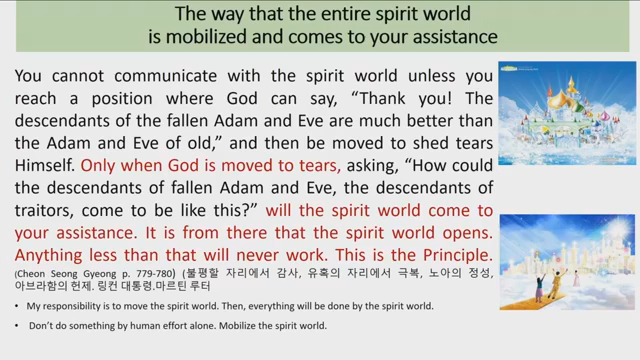 The way that the entire spirit world
is mobilized and comes to your assistance
You cannot communicate with the spirit world unless you
reach a position where God can say, “Thank you! The
descendants of the fallen Adam and Eve are much better than
the Adam and Eve of old,” and then be moved to shed tears
Himself. Only when God is moved to tears, asking, “How could
the descendants of fallen Adam and Eve, the descendants of
traitors, come to be like this?” will the spirit world come to
your assistance. It is from there that the spirit world opens.
Anything less than that will never work. This is the Principle.
(Cheon Seong Gyeong p. 779-780) (불평할 자리에서 감사, 유혹의 자리에서 극복, 노아의 정성,
아브라함의 헌제. 링컨 대통령,마르틴 루터
• My responsibility is to move the spirit world. Then, everything will be done by the spirit world.
• Don’t do something by human effort alone. Mobilize the spirit world.